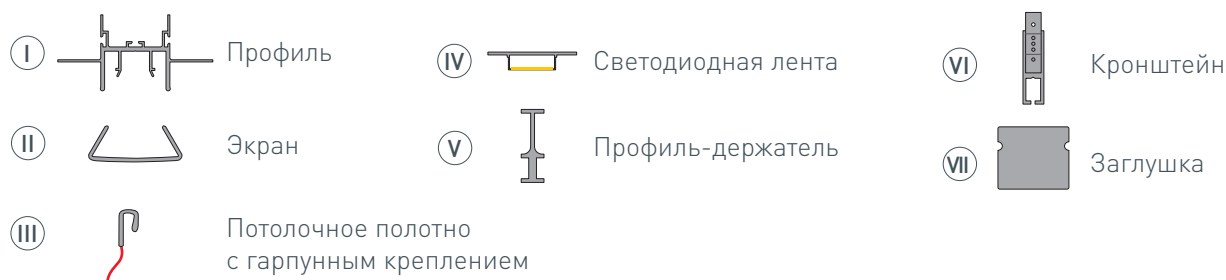 I Профиль
II Экран
III Потолочное полотно
с гарпунным креплением
IV Светодиодная лента
V Профиль-держатель
VI Кронштейн
VII Заглушка